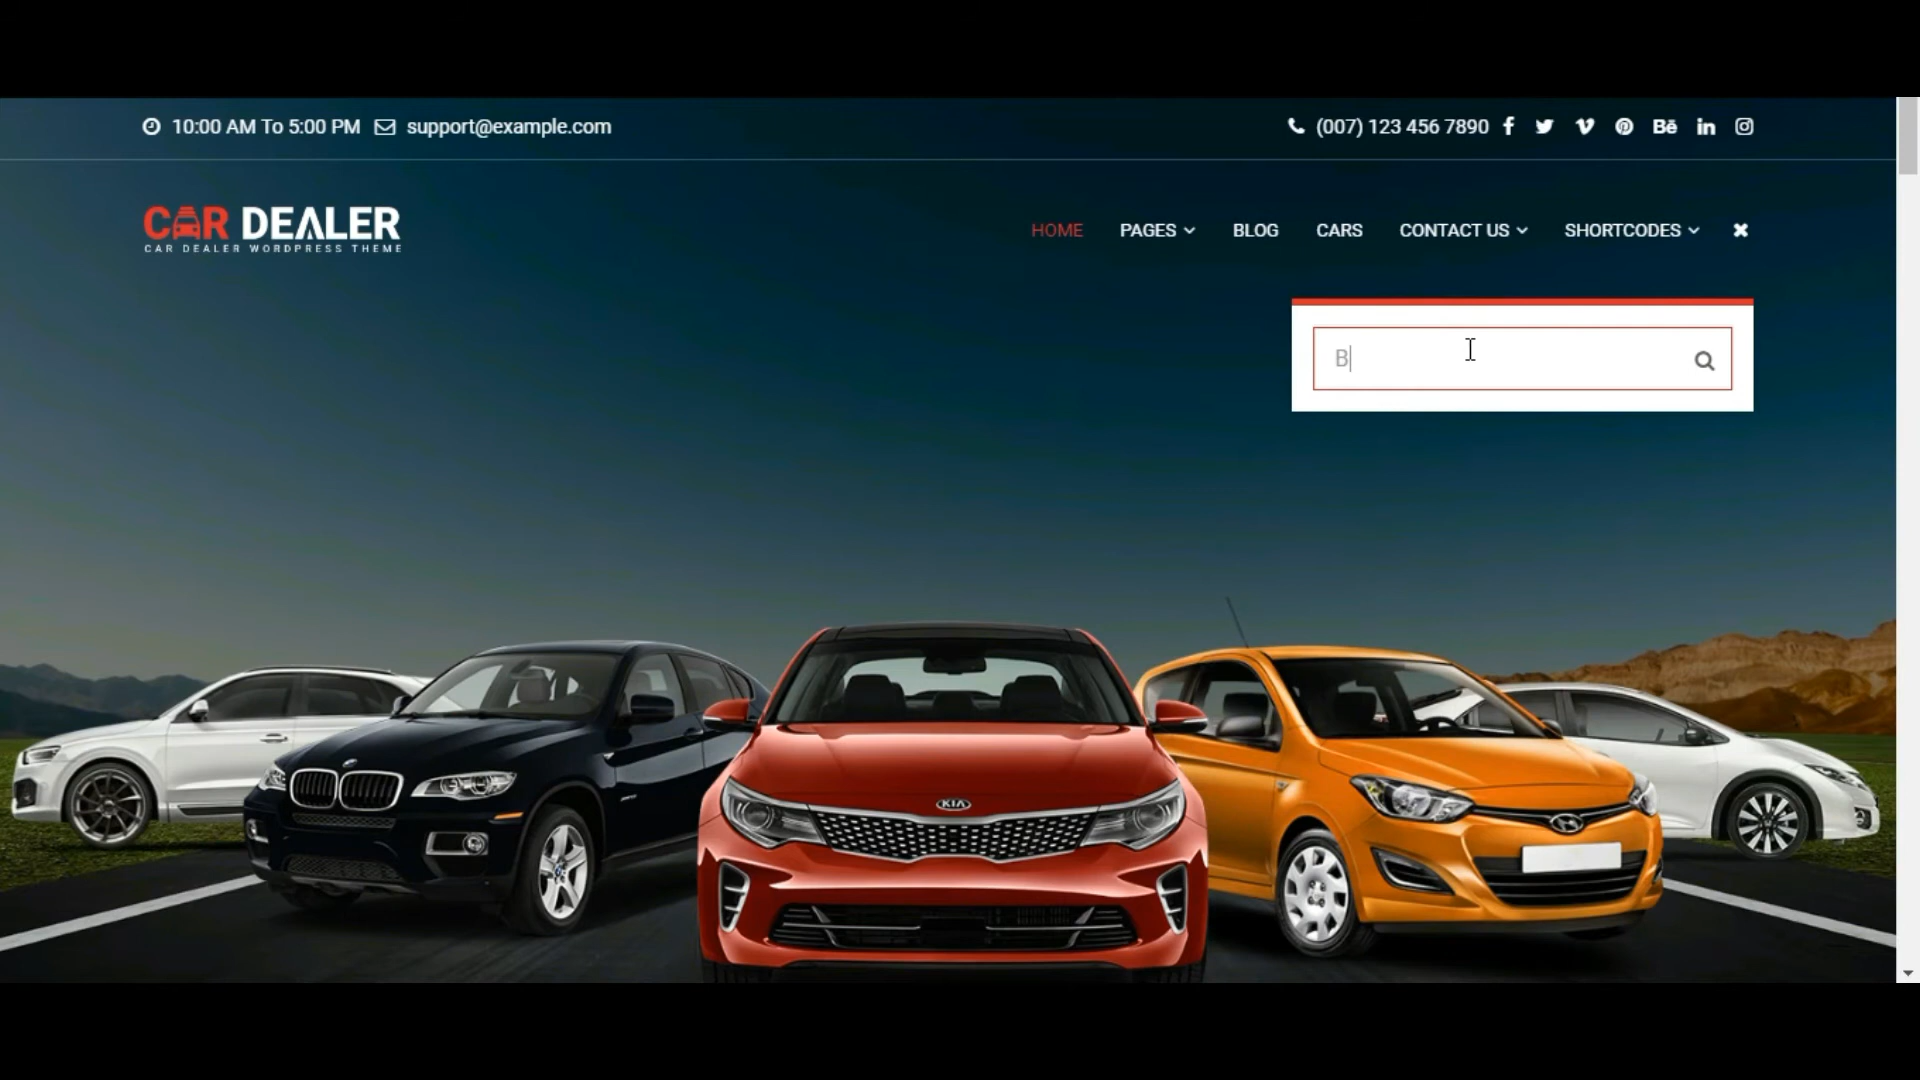 10:00 AM To 5:00 PM support@example.com
(007) 123 456 7890 Bē in
CAR DEALER
CAR DEALER WORDPRESS THEME
HOME PAGES BLOG CARS CONTACT US SHORTCODES
B
KIA